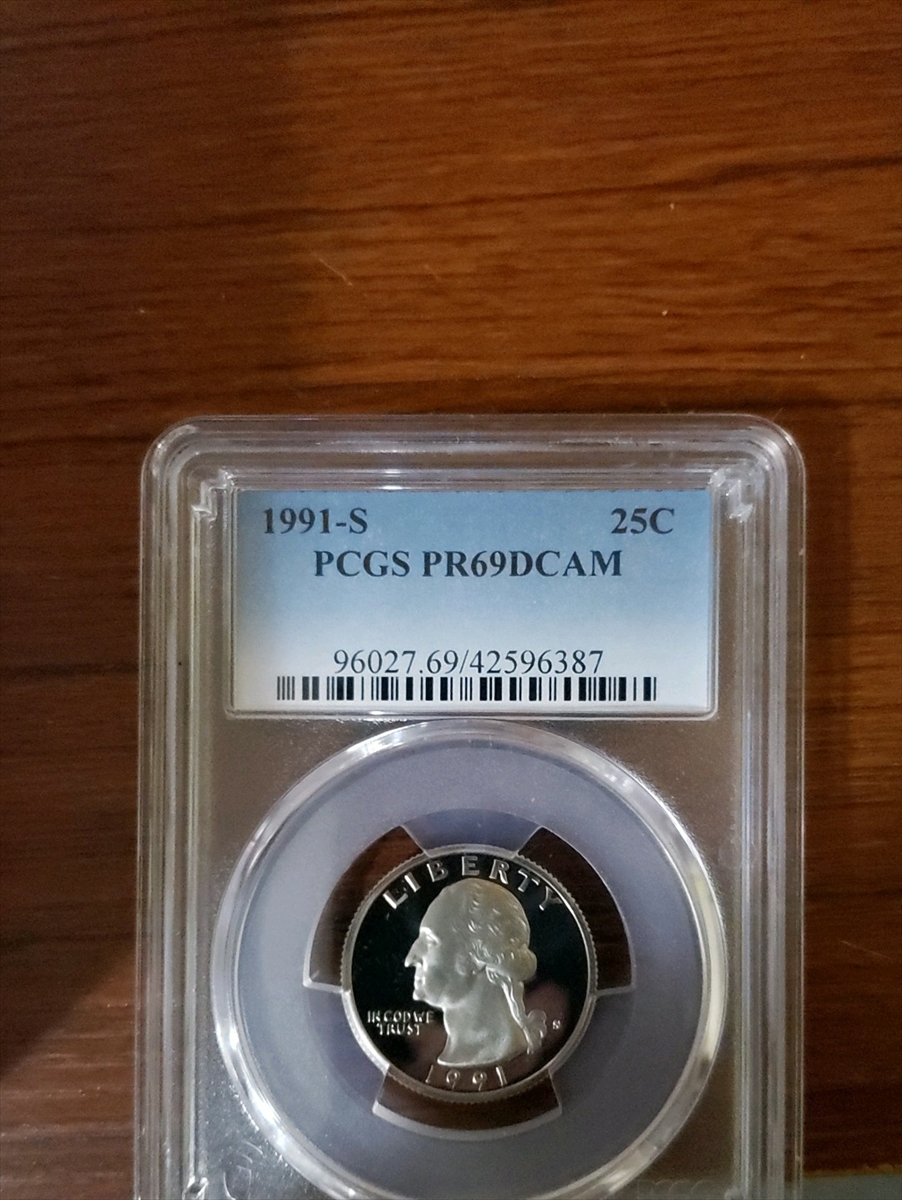 1991-S 25C
PCGS PR69DCAM
96027.69/42596387
LIBERTY
IN GOD WE
TRUST
S
1991